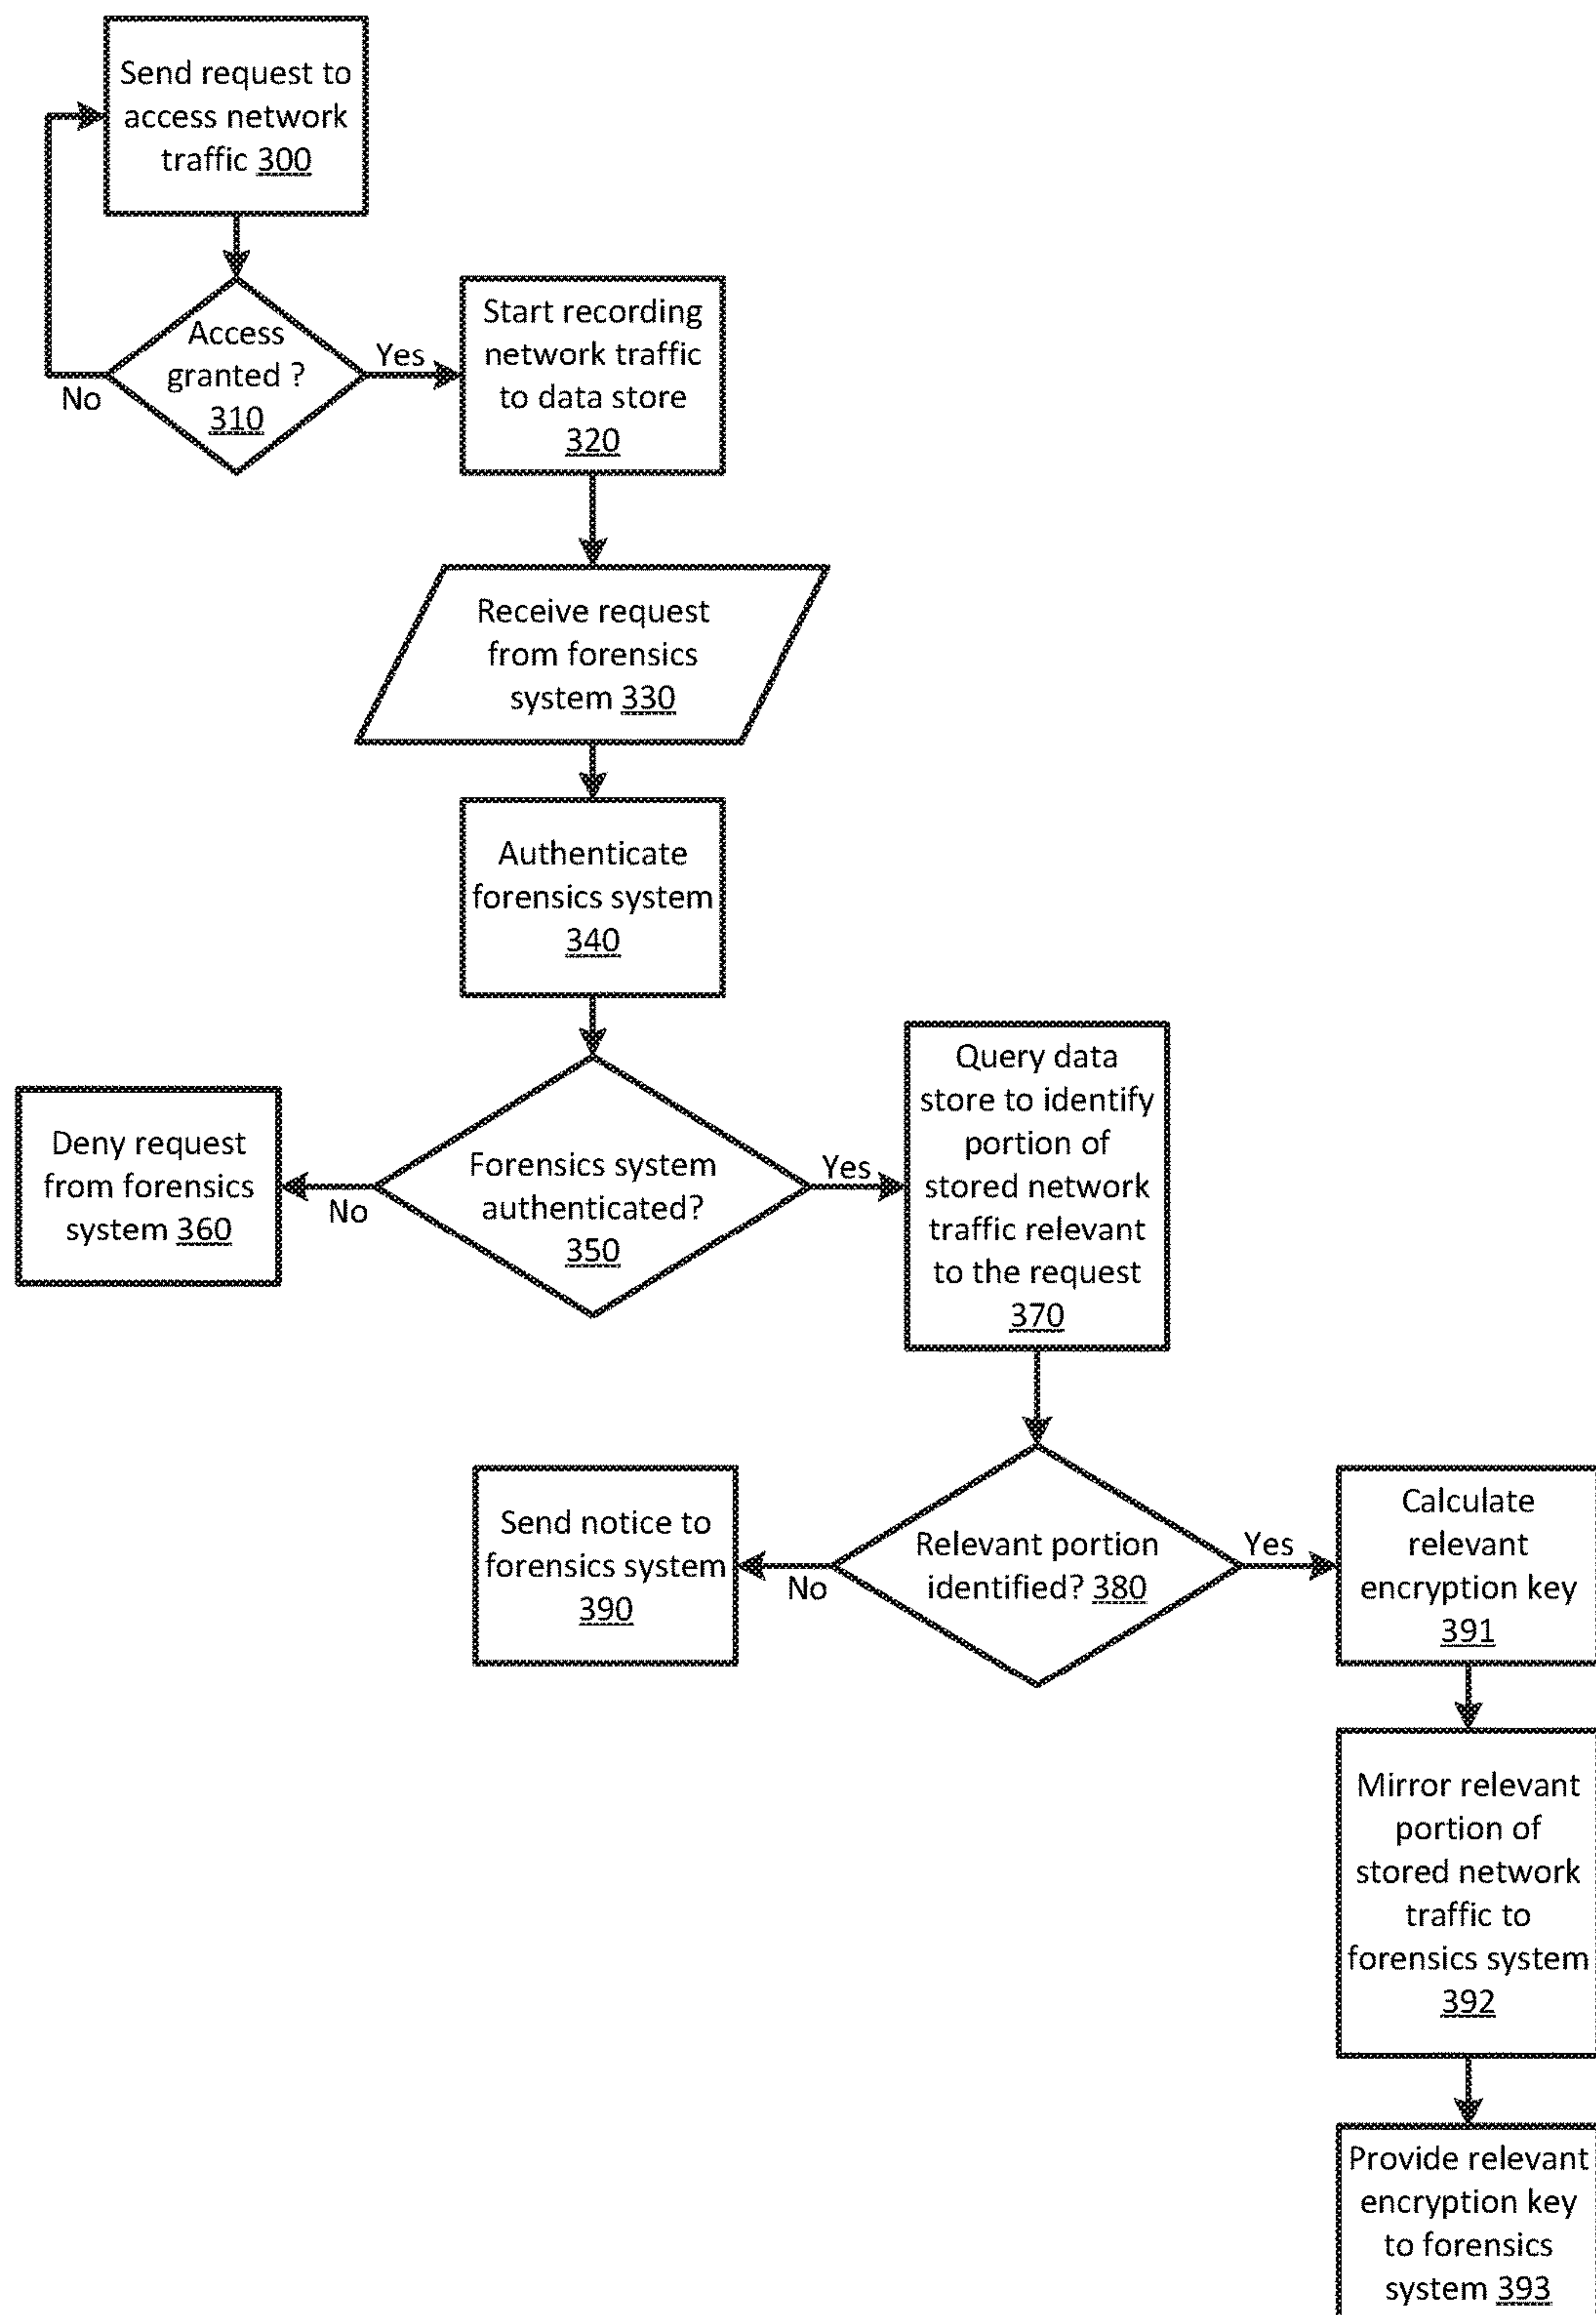 Send request to
access network
traffic 300
Access
granted ?
310
Yes
No
Start recording
network traffic
to data store
320
Receive request
from forensics
system 330
Authenticate
forensics system
340
Forensics system
authenticated?
350
No
Yes
Deny request
from forensics
system 360
Query data
store to identify
portion of
stored network
traffic relevant
to the request
370
Relevant portion
identified? 380
No
Yes
Send notice to
forensics system
390
Calculate
relevant
encryption key
391
Mirror relevant
portion of
stored network
traffic to
forensics system
392
Provide relevant
encryption key
to forensics
system 393